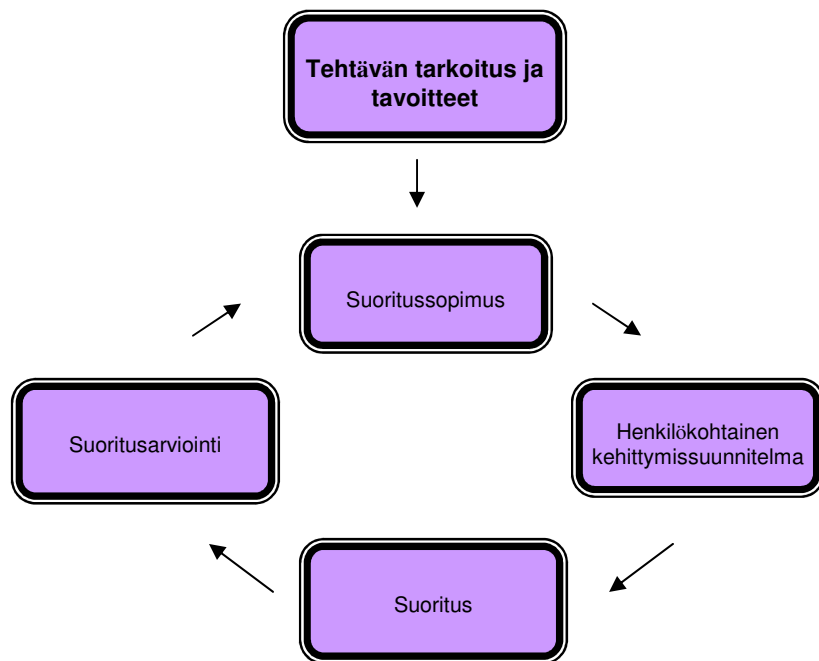 Tehtävän tarkoitus ja
tavoitteet
Suoritussopimus
Henkilökohtainen
kehittymissuunnitelma
Suoritusarviointi
Suoritus